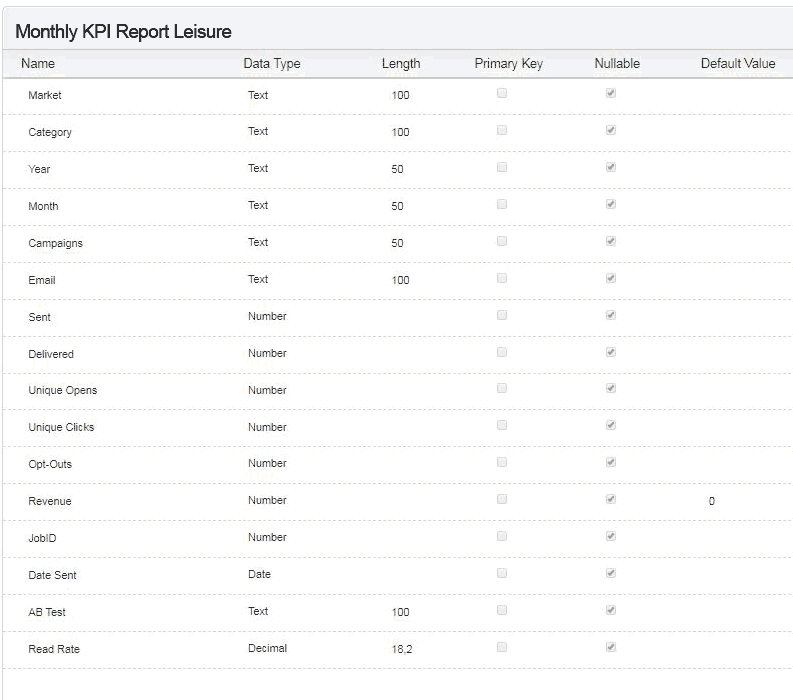 Monthly KPI Report Leisure
Name Data Type Length Primary Key Nullable Default Value
Market Text 100
Category Text 100
Year Text 50
Month Text 50
Campaigns Text 50
Email Text 100
Sent Number
Delivered Number
Unique Opens Number
Unique Clicks Number
Opt-Outs Number
Revenue Number 0
JobID Number
Date Sent Date
AB Test Text 100
Read Rate Decimal 18,2